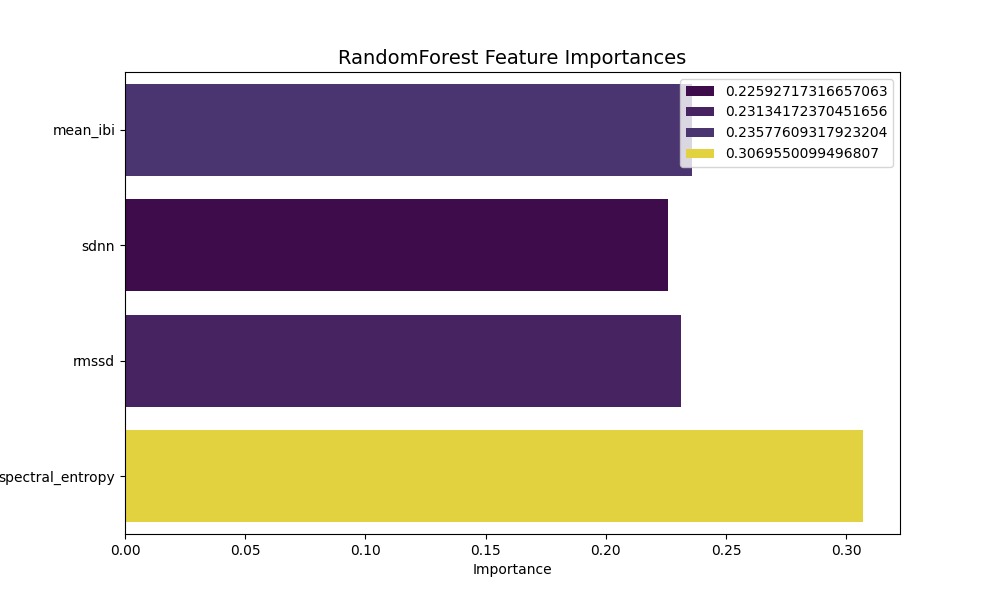 RandomForest Feature Importances
0.22592717316657063
0.23134172370451656
0.23577609317923204
0.3069550099496807
mean_ibi
sdnn
rmssd
spectral_entropy
0.00 0.05 0.10 0.15 0.20 0.25 0.30
Importance